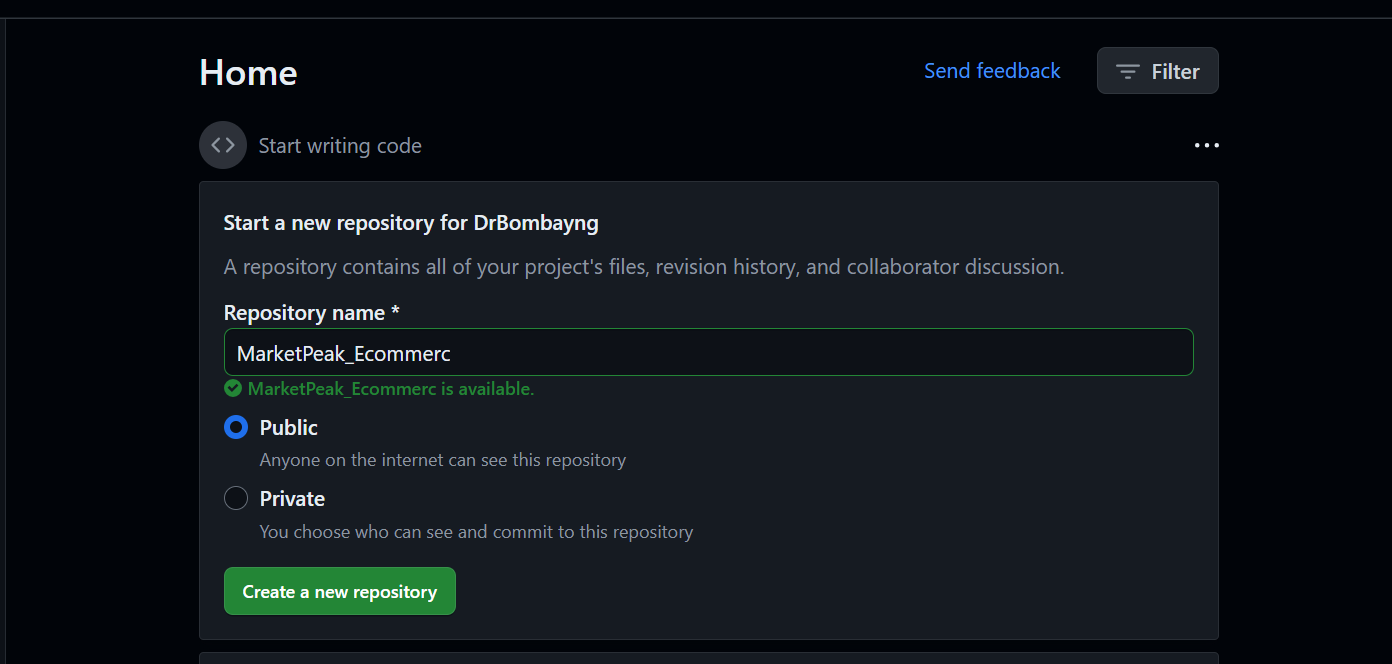 Home
Send feedback
Filter
Start writing code
Start a new repository for DrBombayng
A repository contains all of your project's files, revision history, and collaborator discussion.
Repository name *
MarketPeak_Ecommerc
MarketPeak_Ecommerc is available.
Public
Anyone on the internet can see this repository
Private
You choose who can see and commit to this repository
Create a new repository